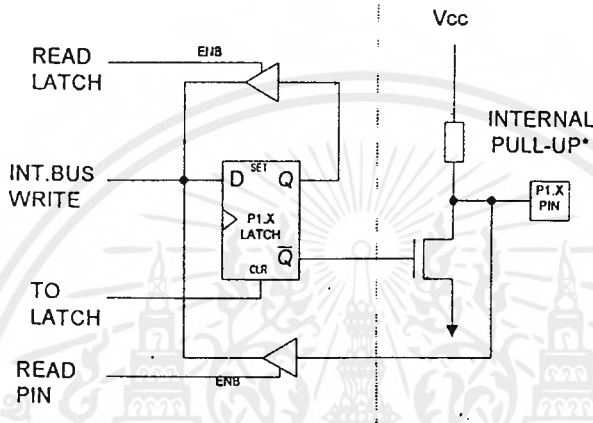 Vcc
ENB
READ
LATCH
INTERNAL
PULL-UP*
INT.BUS
WRITE
D SET Q
P1.X
LATCH
Q
CLR
P1.X
PIN
TO
LATCH
READ
PIN
ENB